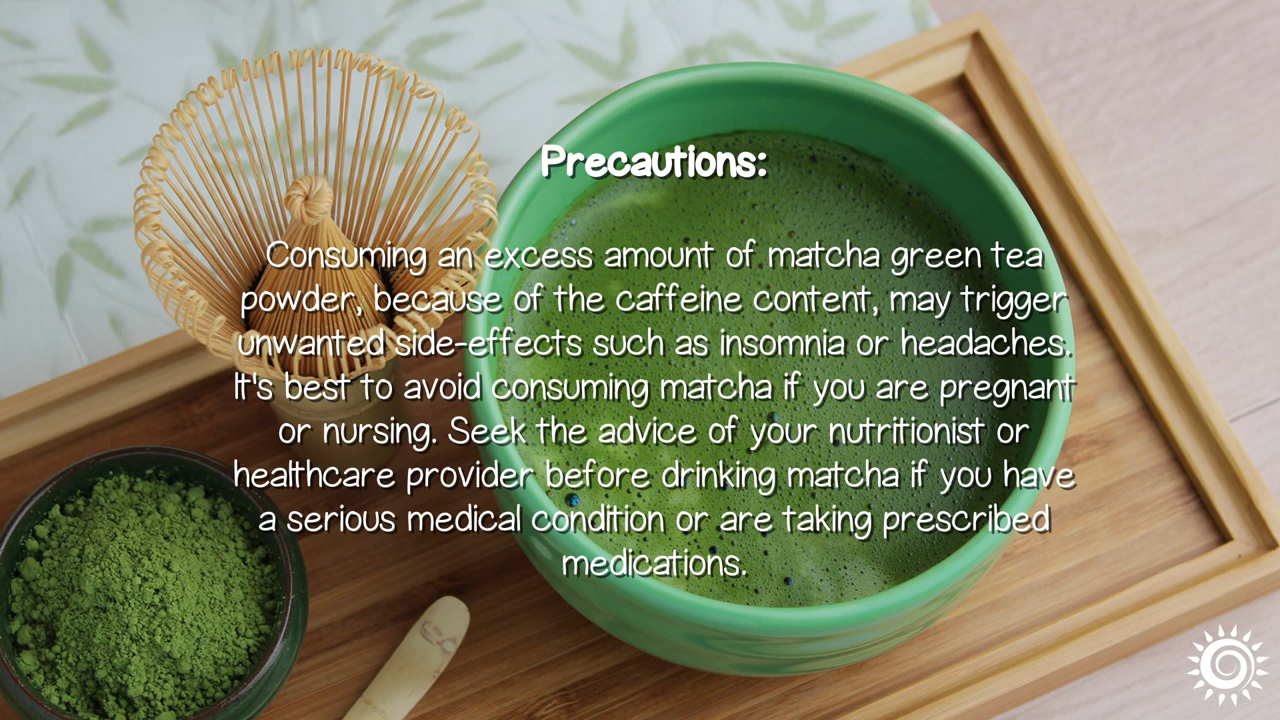 Precautions:
Consuming an excess amount of matcha green tea
powder, because of the caffeine content, may trigger
unwanted side-effects such as insomnia or headaches.
It's best to avoid consuming matcha if you are pregnant
or nursing. Seek the advice of your nutritionist or
healthcare provider before drinking matcha if you have
a serious medical condition or are taking prescribed
medications.